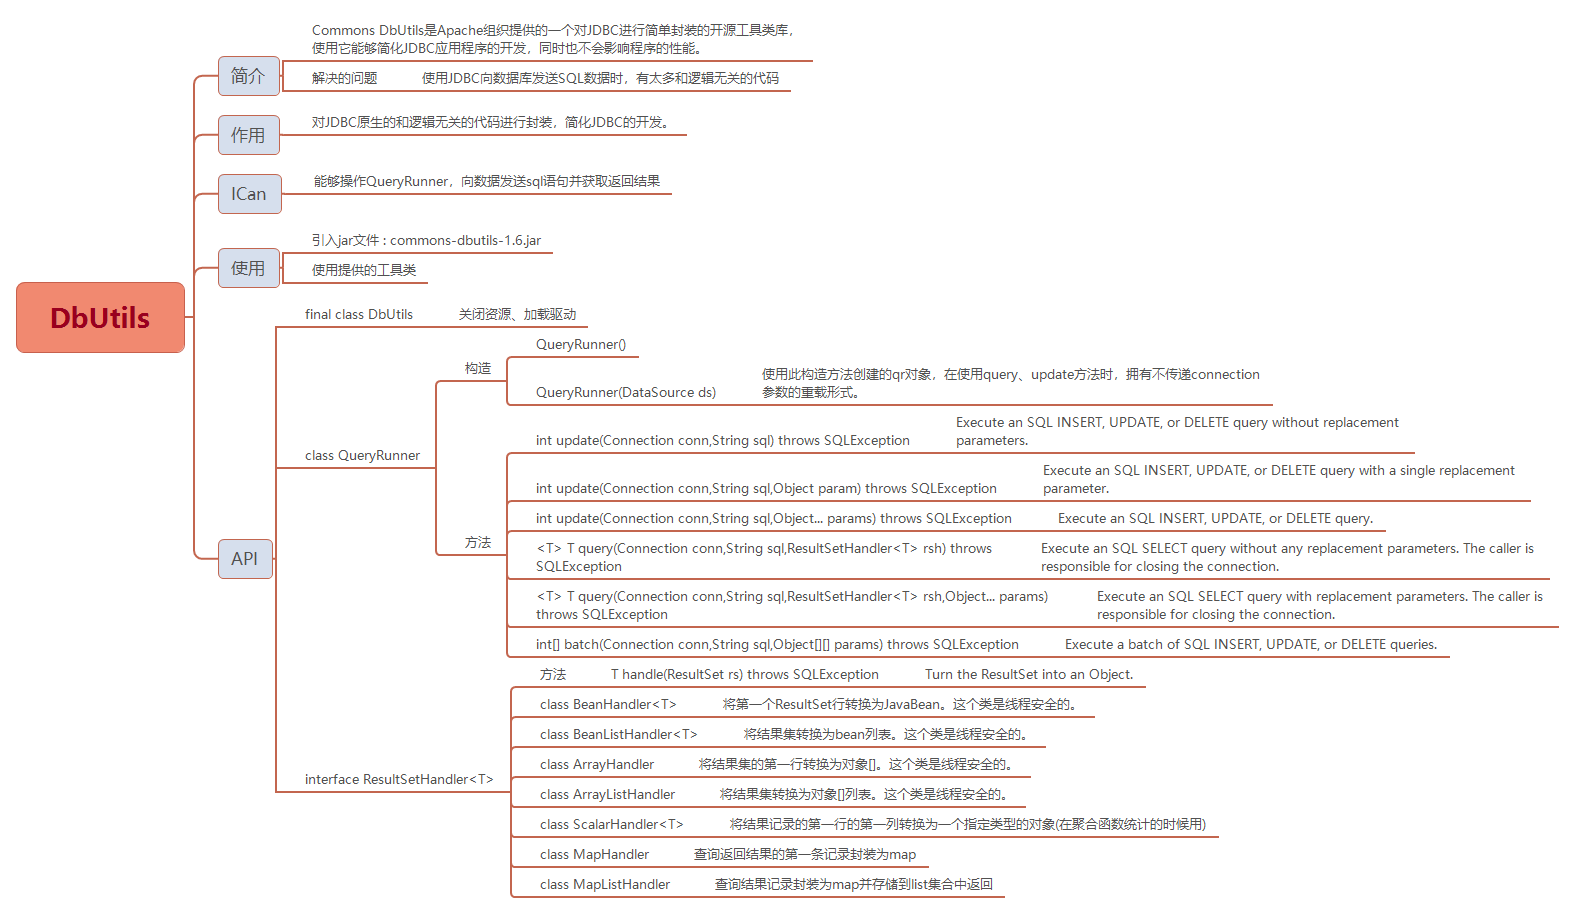 DbUtils
简介
Commons DbUtils是Apache组织提供的一个对JDBC进行简单封装的开源工具类库，
使用它能够简化JDBC应用程序的开发，同时也不会影响程序的性能。
解决的问题
使用JDBC向数据库发送SQL数据时，有太多和逻辑无关的代码
作用
对JDBC原生的和逻辑无关的代码进行封装，简化JDBC的开发。
ICan
能够操作QueryRunner，向数据发送sql语句并获取返回结果
使用
引入jar文件 : commons-dbutils-1.6.jar
使用提供的工具类
API
final class DbUtils
关闭资源、加载驱动
class QueryRunner
构造
QueryRunner()
QueryRunner(DataSource ds)
使用此构造方法创建的qr对象，在使用query、update方法时，拥有不传递connection
参数的重载形式。
方法
int update(Connection conn,String sql) throws SQLException
Execute an SQL INSERT, UPDATE, or DELETE query without replacement
parameters.
int update(Connection conn,String sql,Object param) throws SQLException
Execute an SQL INSERT, UPDATE, or DELETE query with a single replacement
parameter.
int update(Connection conn,String sql,Object... params) throws SQLException
Execute an SQL INSERT, UPDATE, or DELETE query.
<T> T query(Connection conn,String sql,ResultSetHandler<T> rsh) throws
SQLException
Execute an SQL SELECT query without any replacement parameters. The caller is
responsible for closing the connection.
<T> T query(Connection conn,String sql,ResultSetHandler<T> rsh,Object... params)
throws SQLException
Execute an SQL SELECT query with replacement parameters. The caller is
responsible for closing the connection.
int[] batch(Connection conn,String sql,Object[][] params) throws SQLException
Execute a batch of SQL INSERT, UPDATE, or DELETE queries.
interface ResultSetHandler<T>
方法
T handle(ResultSet rs) throws SQLException
Turn the ResultSet into an Object.
class BeanHandler<T>
将第一个ResultSet行转换为JavaBean。这个类是线程安全的。
class BeanListHandler<T>
将结果集转换为bean列表。这个类是线程安全的。
class ArrayHandler
将结果集的第一行转换为对象[]。这个类是线程安全的。
class ArrayListHandler
将结果集转换为对象[]列表。这个类是线程安全的。
class ScalarHandler<T>
将结果记录的第一行的第一列转换为一个指定类型的对象(在聚合函数统计的时候用)
class MapHandler
查询返回结果的第一条记录封装为map
class MapListHandler
查询结果记录封装为map并存储到list集合中返回